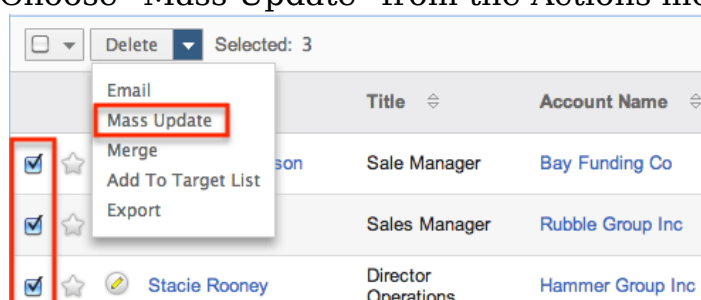 Choose "Mass Update" from the Actions
Delete Selected: 3
Email
Mass Update
Merge
Add To Target List
Export
Title Account Name
son Sale Manager Bay Funding Co
Sales Manager Rubble Group Inc
Stacie Rooney Director Operations Hammer Group Inc